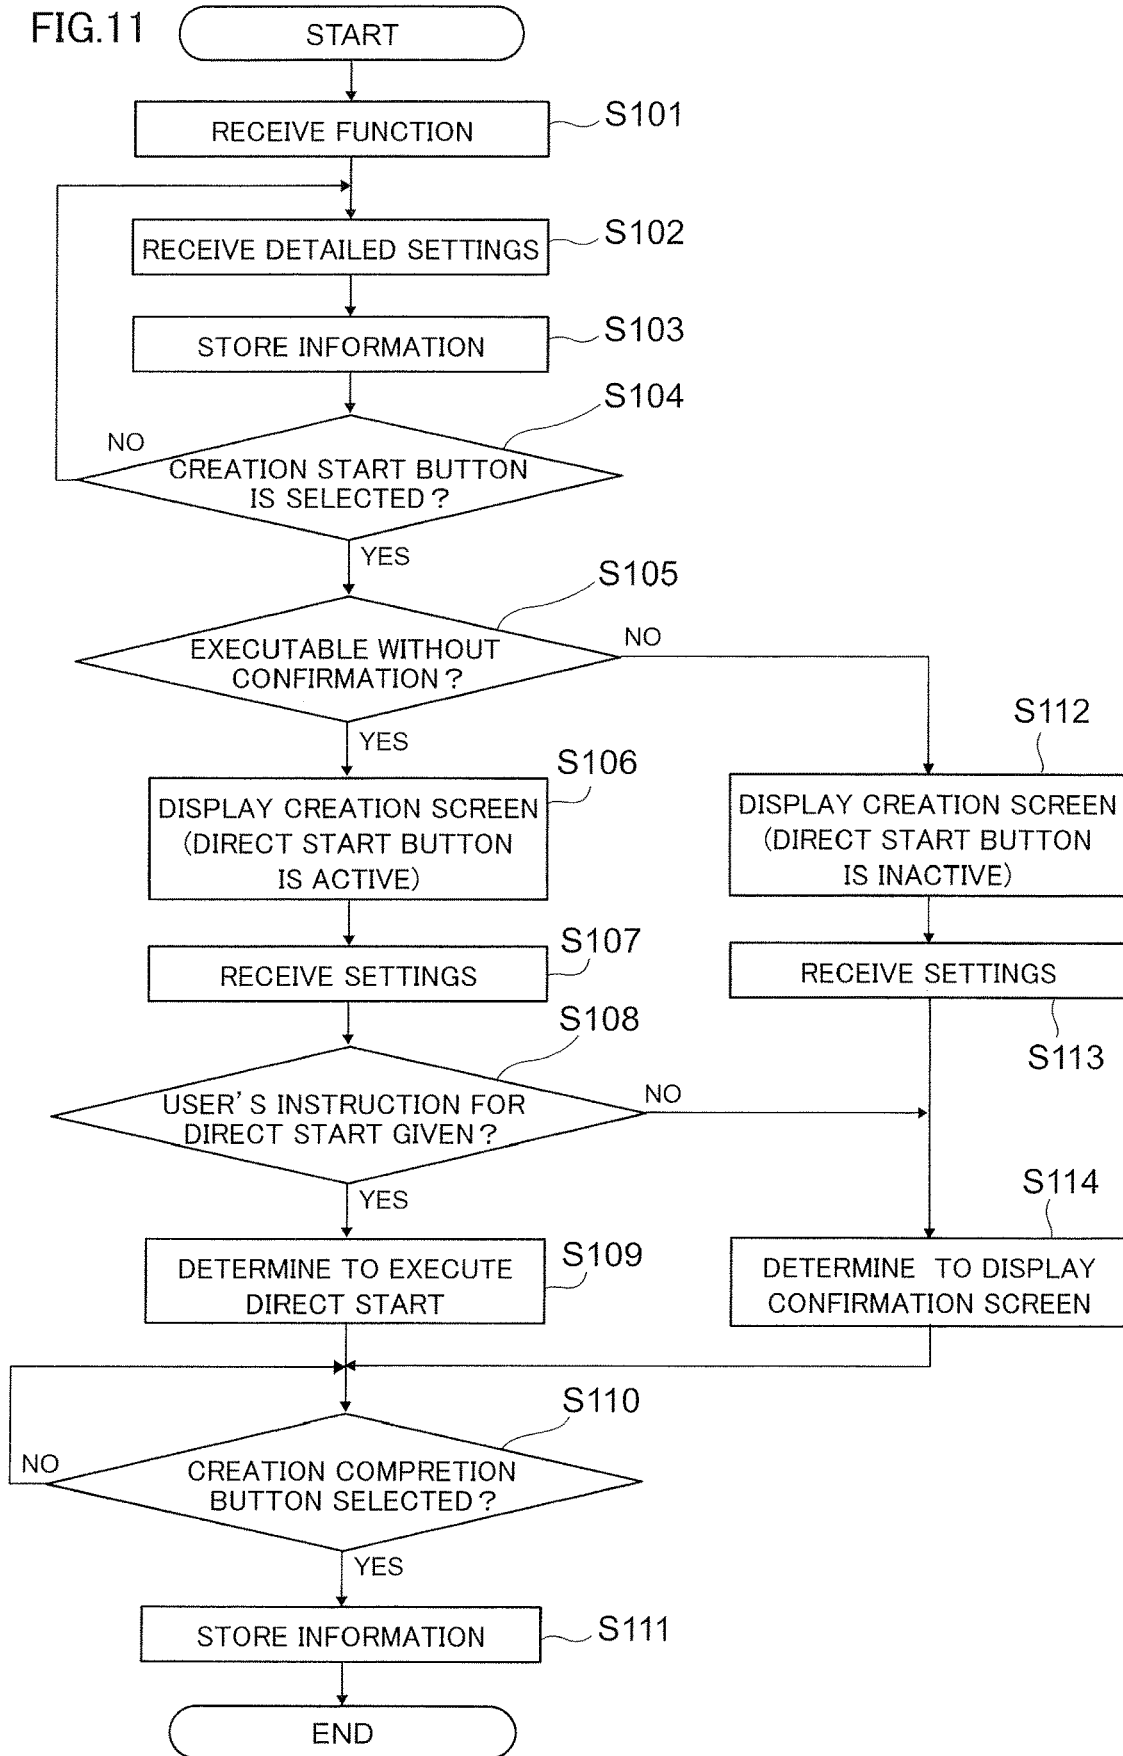 FIG.11
START
RECEIVE FUNCTION
S101
RECEIVE DETAILED SETTINGS
S102
STORE INFORMATION
S103
S104
NO
CREATION START BUTTON
IS SELECTED?
YES
S105
EXECUTABLE WITHOUT
CONFIRMATION?
NO
YES
S106
DISPLAY CREATION SCREEN
(DIRECT START BUTTON
IS ACTIVE)
S112
DISPLAY CREATION SCREEN
(DIRECT START BUTTON
IS INACTIVE)
S107
RECEIVE SETTINGS
RECEIVE SETTINGS
S113
S108
USER'S INSTRUCTION FOR
DIRECT START GIVEN?
NO
YES
S109
DETERMINE TO EXECUTE
DIRECT START
S114
DETERMINE TO DISPLAY
CONFIRMATION SCREEN
S110
NO
CREATION COMPRETION
BUTTON SELECTED?
YES
STORE INFORMATION
S111
END